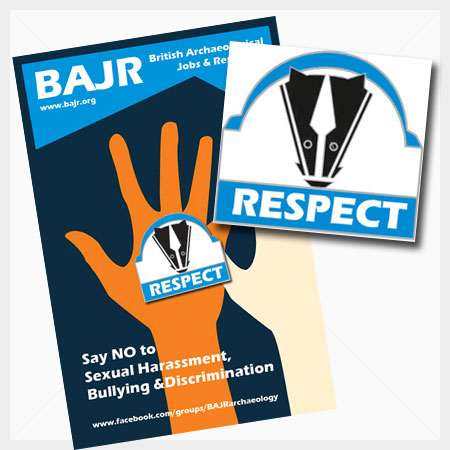 BAJR
British Archaeological
Jobs & Re
www.bajr.org
RESPECT
RESPECT
Say NO to
Sexual Harassment,
Bullying &Discrimination
www.facebook.com/groups/BAJRarchaeology